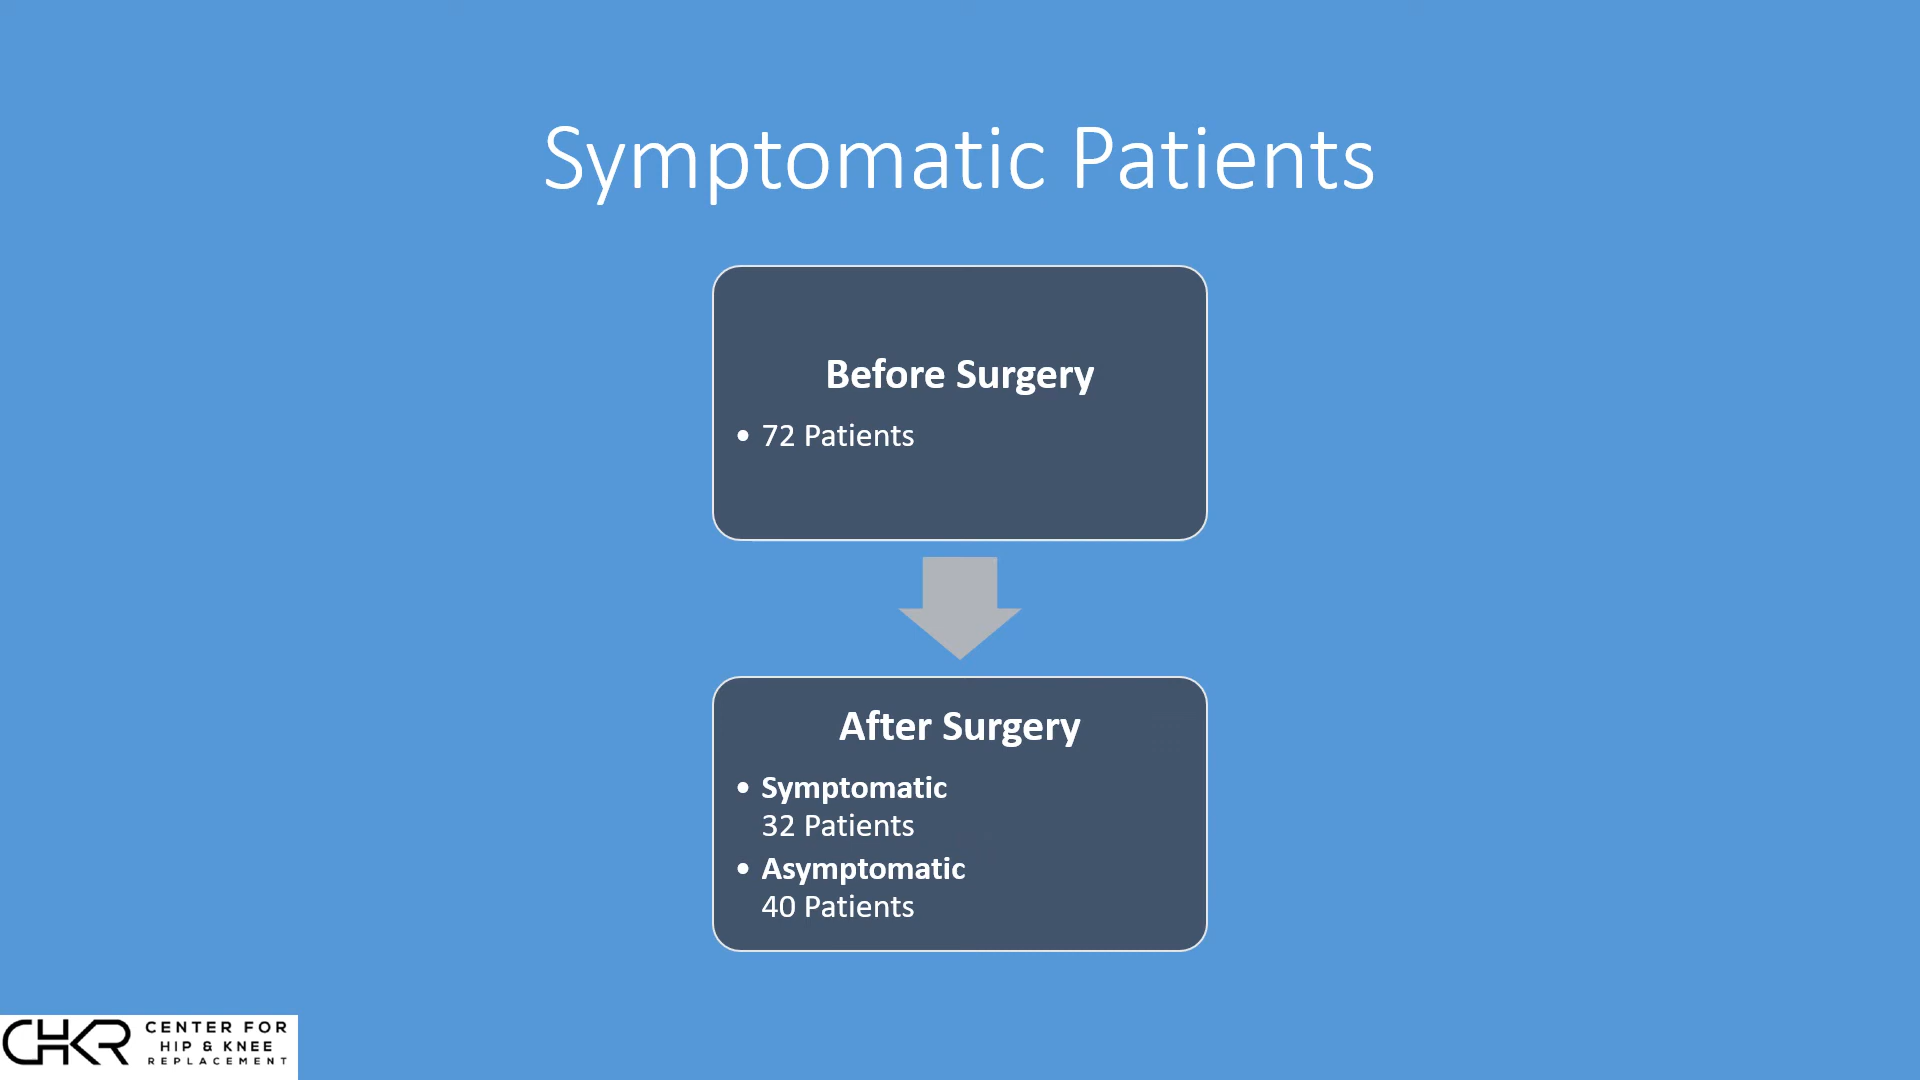 Symptomatic Patients
Before Surgery
• 72 Patients
After Surgery
• Symptomatic
32 Patients
• Asymptomatic
40 Patients
CHKR
CENTER FOR
HIP & KNEE
REPLACEMENT